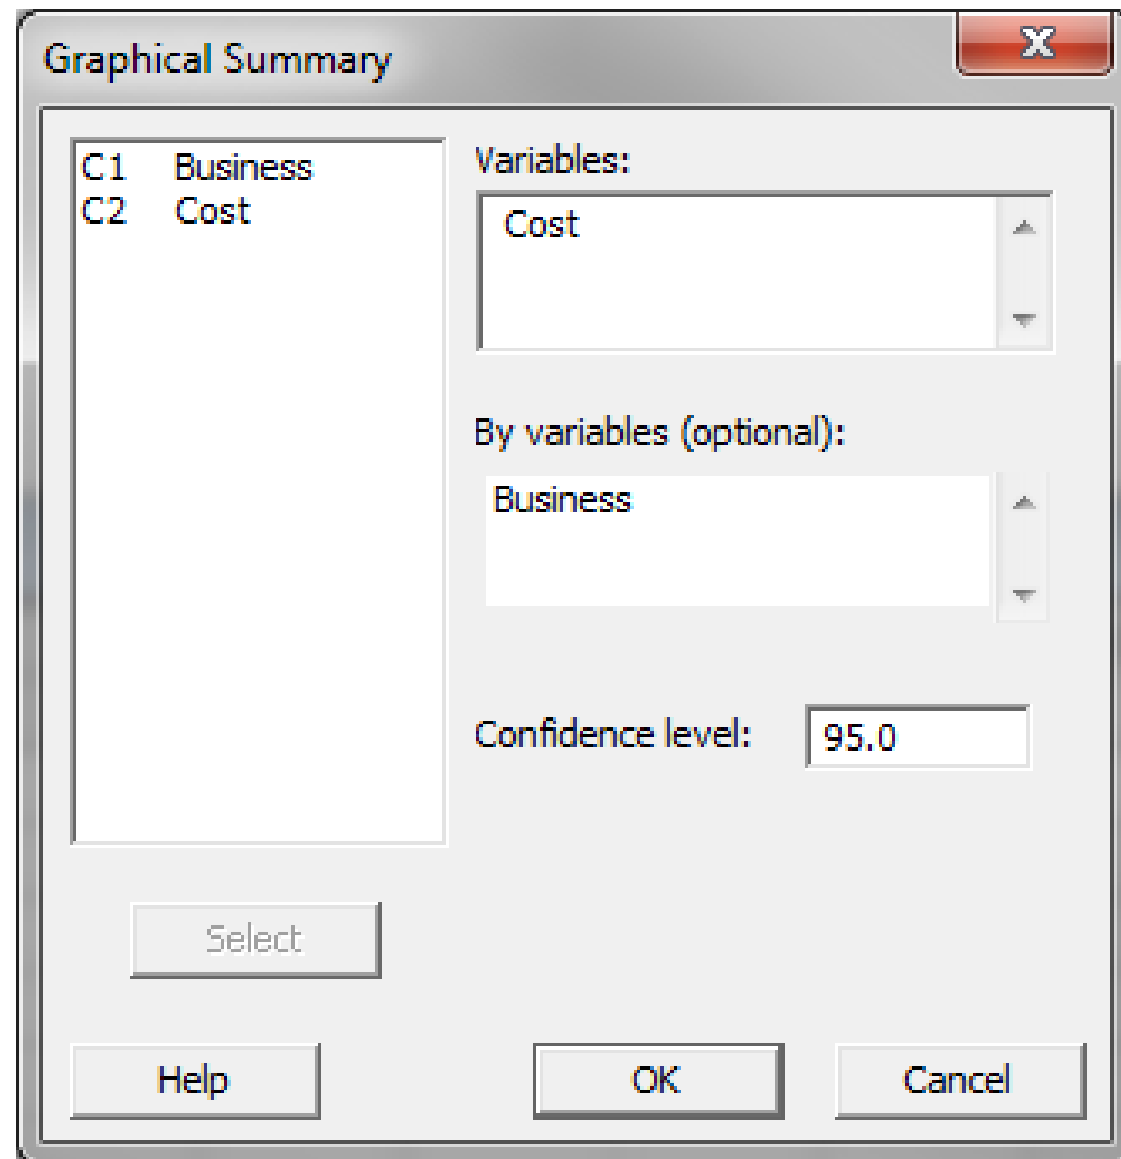 Graphical Summary
C1 Business
C2 Cost
Variables:
Cost
By variables (optional):
Business
Confidence level: 95.0
Select
Help OK Cancel